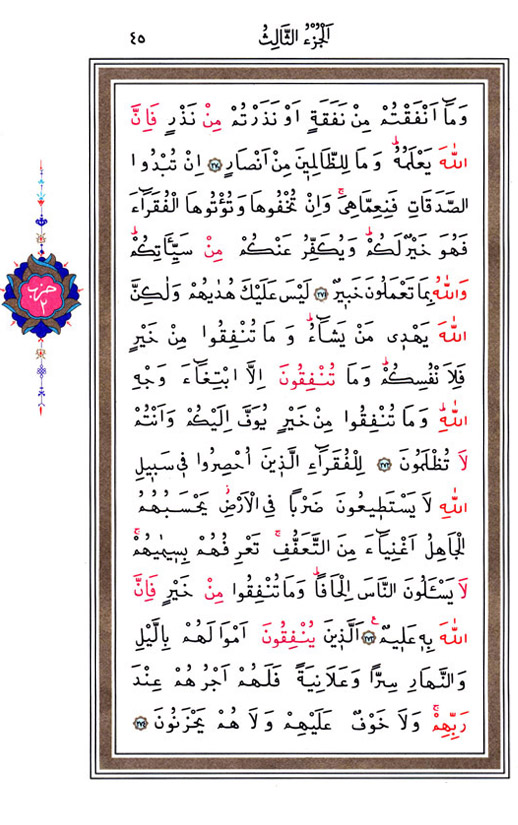 اَلْجُزْءُ الثَّالِثُ ٤٥
وَمَٓا اَنْفَقْتُمْ مِنْ نَفَقَةٍ اَوْ نَذَرْتُمْ مِنْ نَذْرٍ فَاِنَّ
اللّٰهَ يَعْلَمُهُۜ وَمَا لِلظَّالِم۪ينَ مِنْ اَنْصَارٍ ﴿٢٧٠﴾ اِنْ تُبْدُوا
الصَّدَقَاتِ فَنِعِمَّا هِيَۚ وَاِنْ تُخْفُوهَا وَتُؤْتُوهَا الْفُقَرَٓاءَ
فَهُوَ خَيْرٌ لَكُمْۜ وَيُكَفِّرُ عَنْكُمْ مِنْ سَيِّـَٔاتِكُمْۜ
وَاللّٰهُ بِمَا تَعْمَلُونَ خَب۪يرٌ ﴿٢٧١﴾ لَيْسَ عَلَيْكَ هُدٰيهُمْ وَلٰكِنَّ
اللّٰهَ يَهْد۪ي مَنْ يَشَٓاءُۜ وَمَا تُنْفِقُوا مِنْ خَيْرٍ
فَلِاَنْفُسِكُمْۜ وَمَا تُنْفِقُونَ اِلَّا ابْتِغَٓاءَ وَجْهِ
اللّٰهِۜ وَمَا تُنْفِقُوا مِنْ خَيْرٍ يُوَفَّ اِلَيْكُمْ وَاَنْتُمْ
لَا تُظْلَمُونَ ﴿٢٧٢﴾ لِلْفُقَرَٓاءِ الَّذ۪ينَ اُحْصِرُوا ف۪ي سَب۪يلِ
اللّٰهِ لَا يَسْتَط۪يعُونَ ضَرْبًا فِي الْاَرْضِۘ يَحْسَبُهُمُ
الْجَاهِلُ اَغْنِيَٓاءَ مِنَ التَّعَفُّفِۚ تَعْرِفُهُمْ بِس۪يمٰيهُمْۚ
لَا يَسْـَٔلُونَ النَّاسَ اِلْحَافًاۜ وَمَا تُنْفِقُوا مِنْ خَيْرٍ فَاِنَّ
اللّٰهَ بِه۪ عَل۪يمٌ۟ ﴿٢٧٣﴾ اَلَّذ۪ينَ يُنْفِقُونَ اَمْوَالَهُمْ بِالَّيْلِ
وَالنَّهَارِ سِرًّا وَعَلَانِيَةً فَلَهُمْ اَجْرُهُمْ عِنْدَ
رَبِّهِمْۚ وَلَا خَوْفٌ عَلَيْهِمْ وَلَا هُمْ يَحْزَنُونَ ﴿٢٧٤﴾
حزب
٢